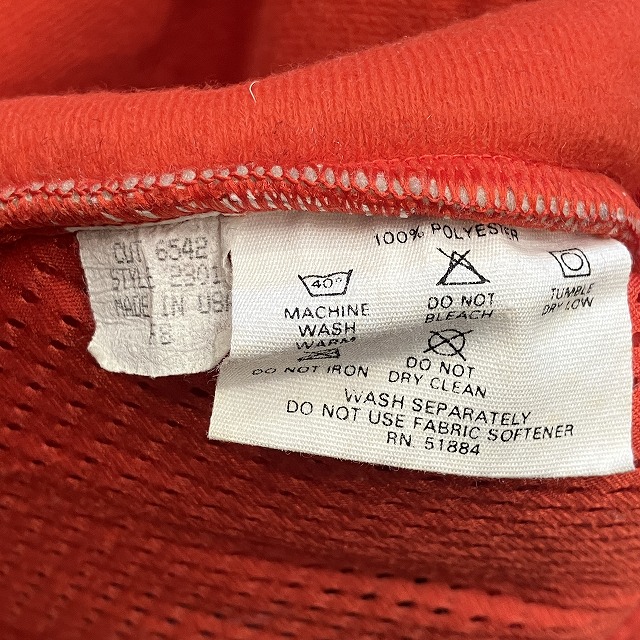 CUT 6542
STYLE 2901
MADE IN USA
100% POLYESTER
40°
MACHINE
WASH
WARM
DO NOT
BLEACH
TUMBLE
DRY LOW
DO NOT IRON
DO NOT
DRY CLEAN
WASH SEPARATELY
DO NOT USE FABRIC SOFTENER
RN 51884